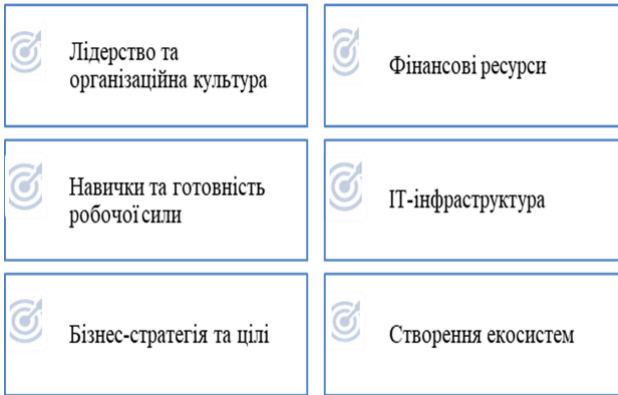 Лідерство та
організаційна культура
Фінансові ресурси
Навички та готовність
робочої сили
ІТ-інфраструктура
Бізнес-стратегія та цілі
Створення екосистем